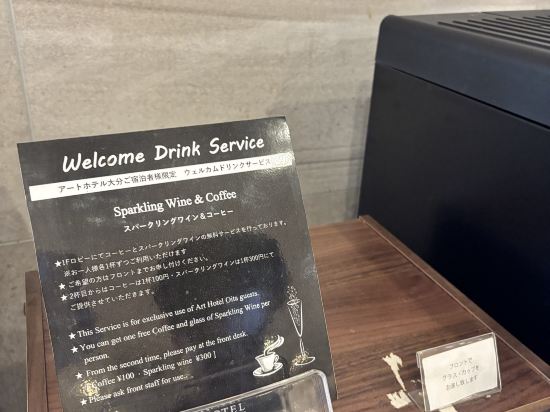 Welcome Drink Service
アートホテル大分ご宿泊者様限定　ウェルカムドリンクサービス
Sparkling Wine & Coffee
スパークリングワイン＆コーヒー
★1Fロビーにてコーヒーとスパークリングワインの無料サービスを行っております。
※お一人様各1杯ずつご利用いただけます
★ ご希望の方はフロントまでお申し付けください。
★ 2杯目からはコーヒーは1杯100円・スパークリングワインは1杯300円にて
ご提供させていただきます。
★This Service is for exclusive use of Art Hotel Oita guests.
★You can get one free Coffee and glass of Sparkling Wine per
person.
★ From the second time, please pay at the front desk.
[Coffee ¥100 · Sparkling wine ¥300 ]
★Please ask front staff for use.
HOTEL
フロントで
グラス・カップを
お渡し致します